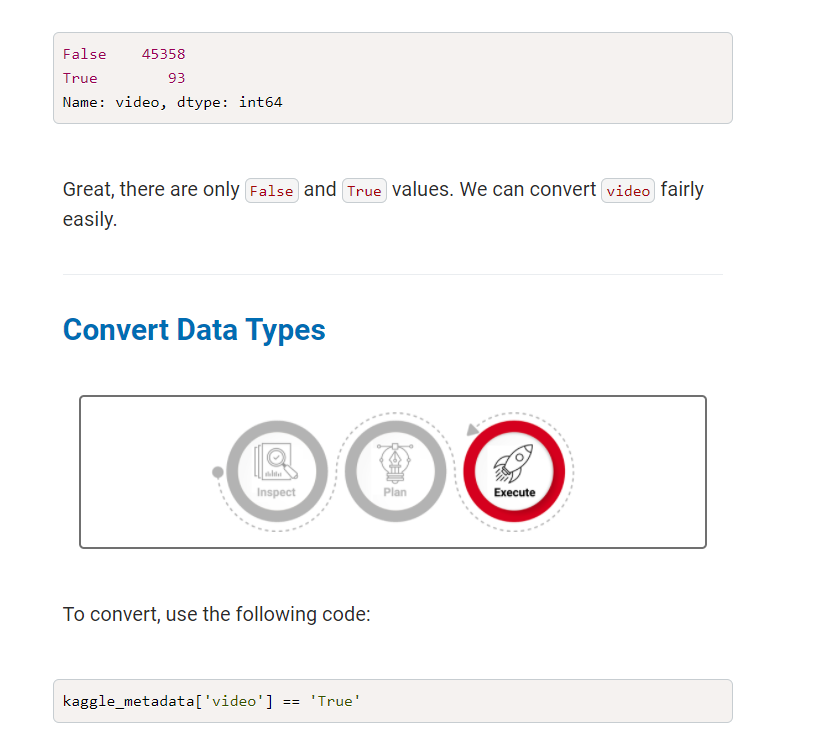 False    45358
True        93
Name: video, dtype: int64
Great, there are only False and True values. We can convert video fairly
easily.
Convert Data Types
Inspect
Plan
Execute
To convert, use the following code:
kaggle_metadata['video'] == 'True'